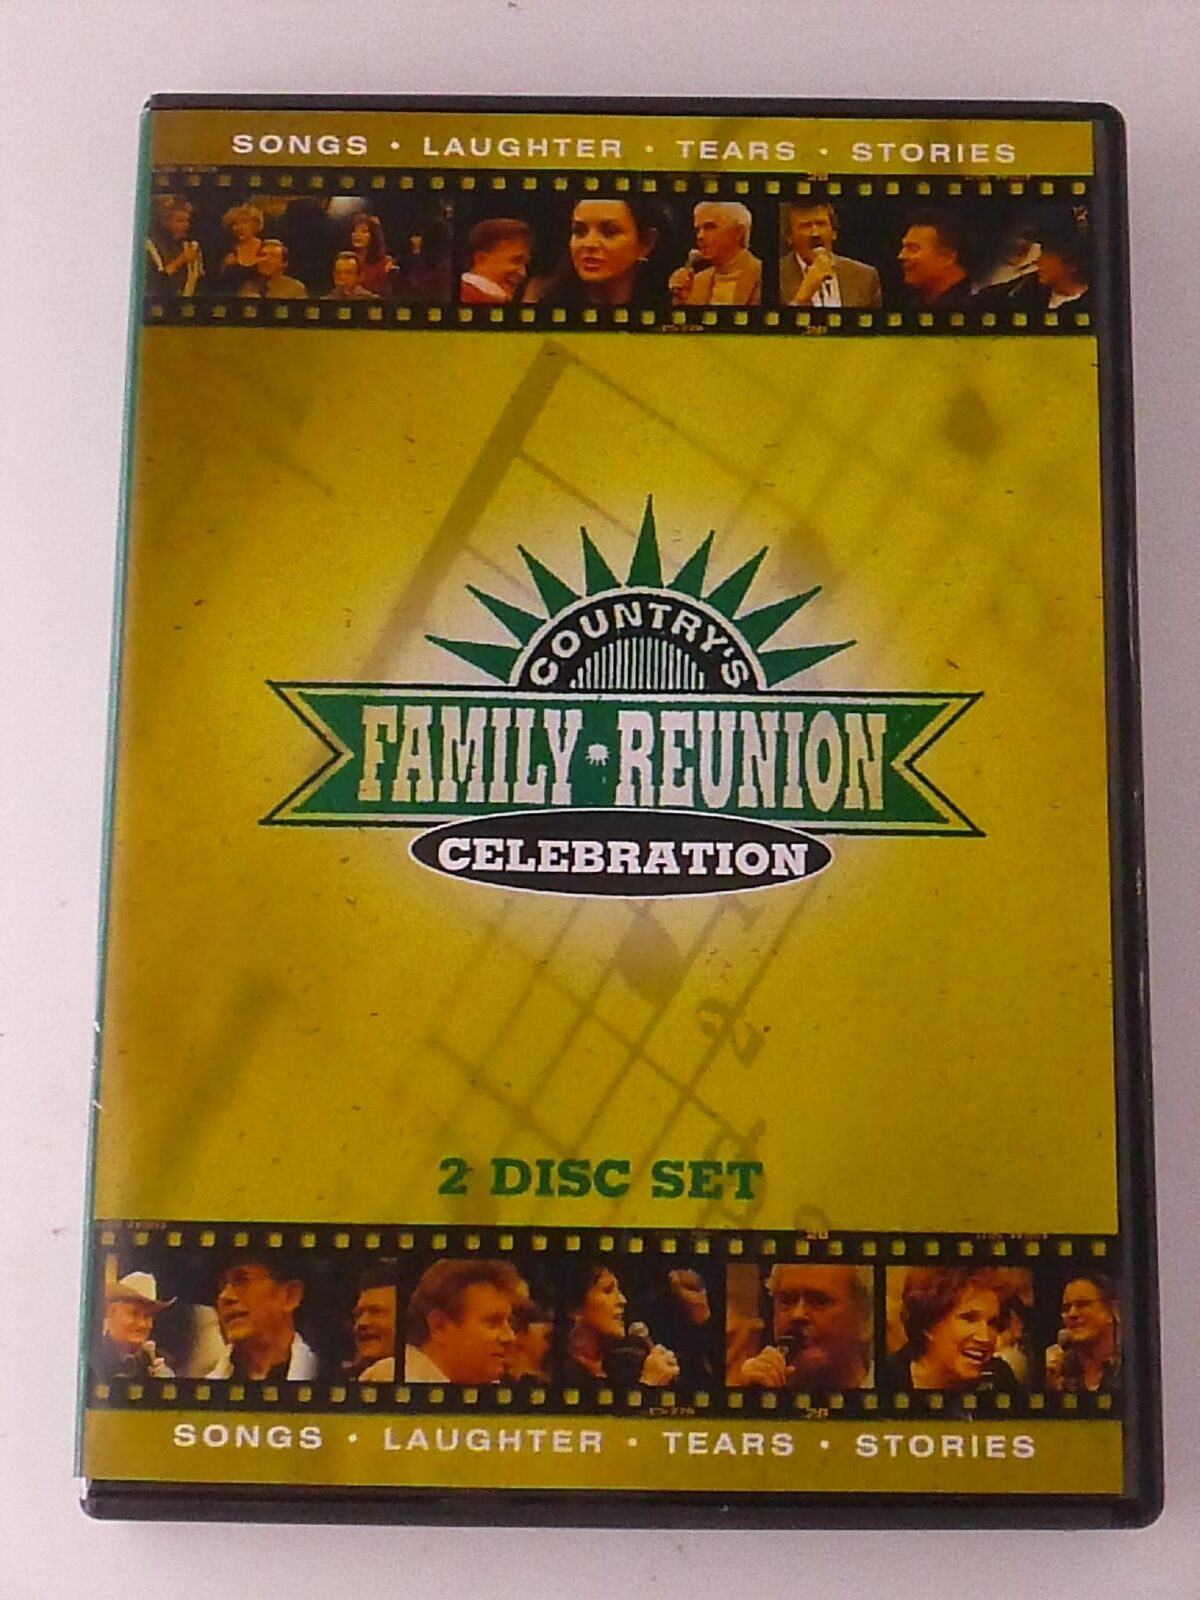 SONGS • LAUGHTER • TEARS • STORIES
COUNTRY'S
FAMILY REUNION
CELEBRATION
2 DISC SET
SONGS • LAUGHTER • TEARS • STORIES